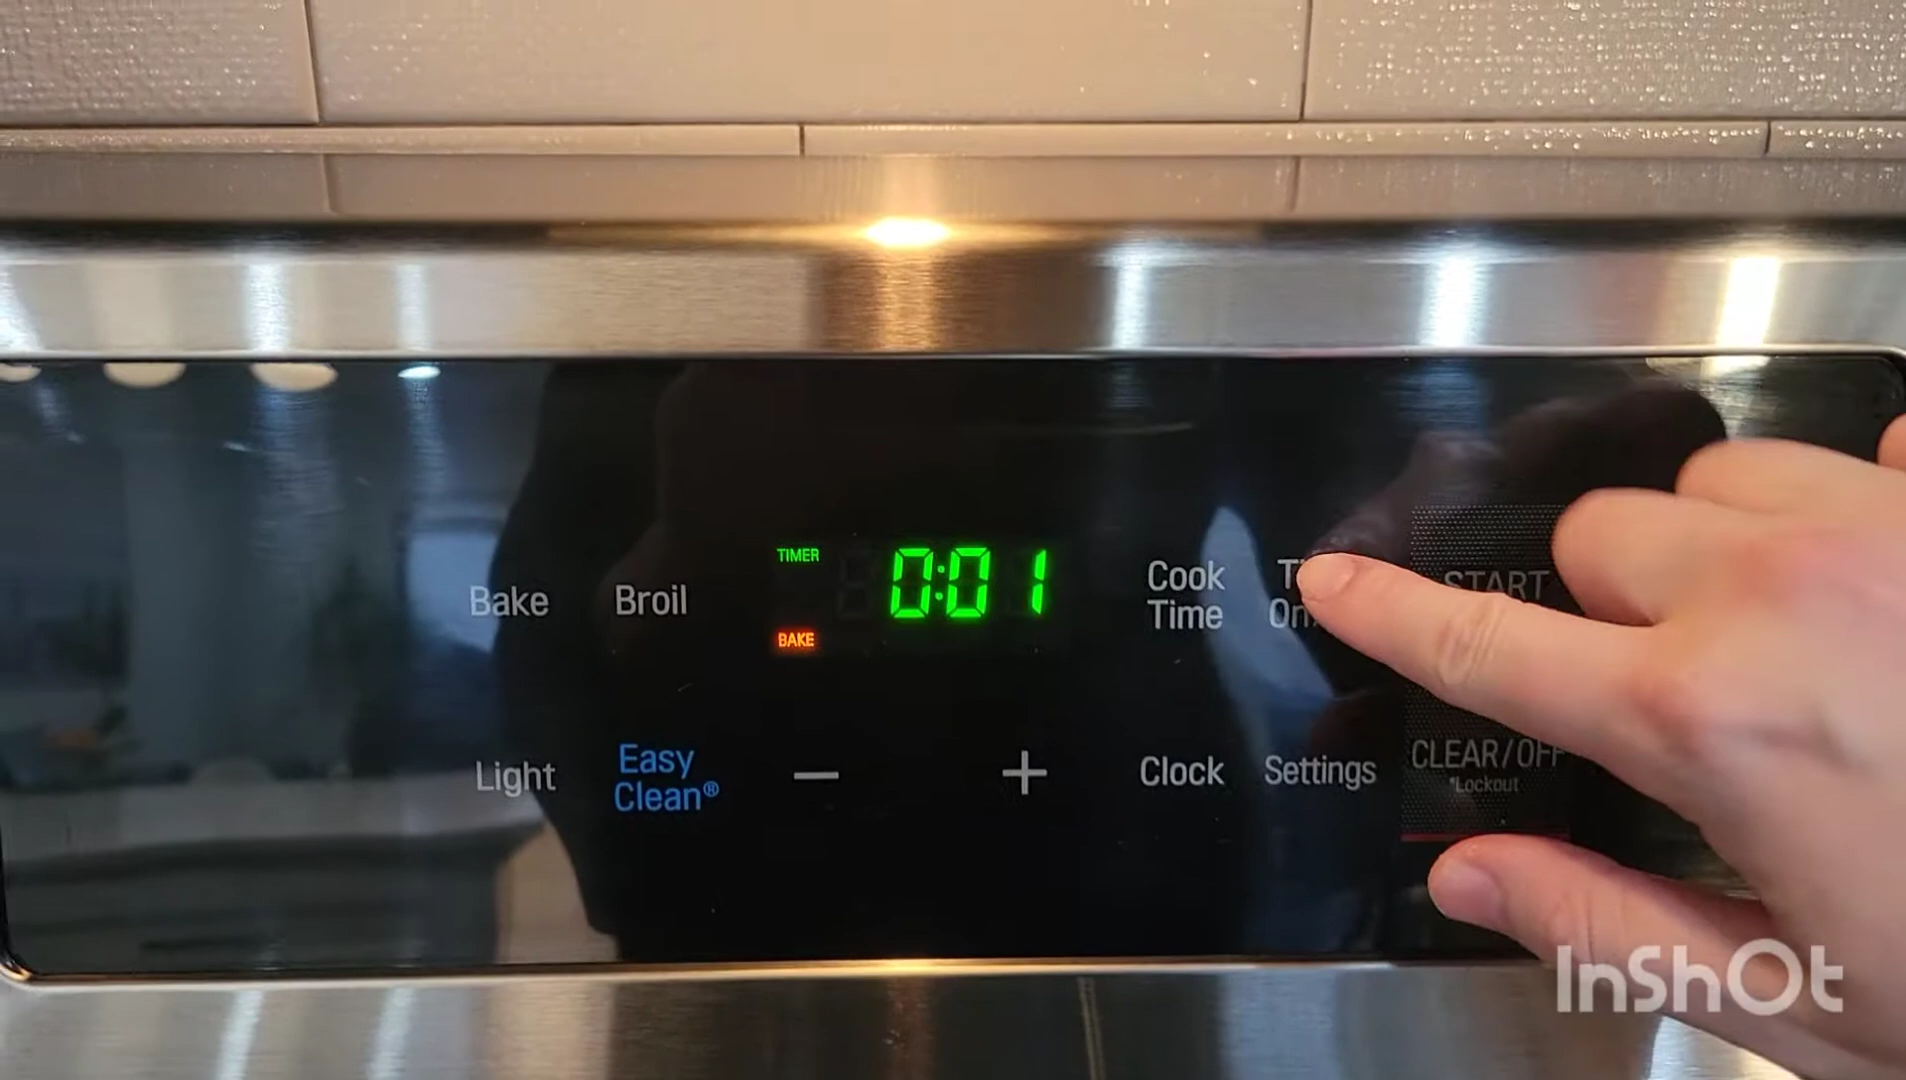 TIMER
0:01
BAKE
Bake
Broil
Cook
Time
START
Light
Easy
Clean®
−
+
Clock
Settings
CLEAR/OFF
*Lockout
InShOt